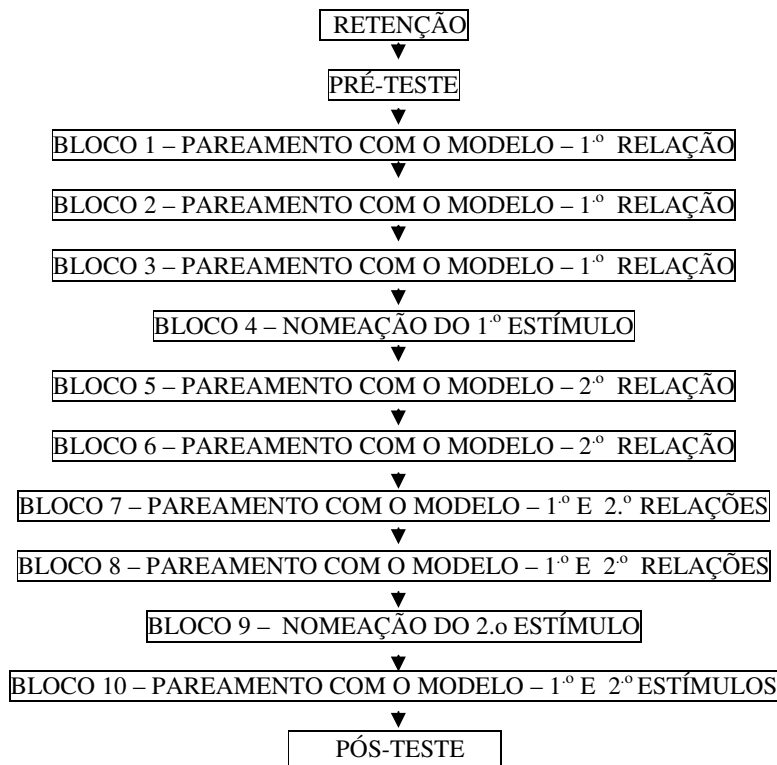 RETENÇÃO
PRÉ-TESTE
BLOCO 1 – PAREAMENTO COM O MODELO – 1.º RELAÇÃO
BLOCO 2 – PAREAMENTO COM O MODELO – 1.º RELAÇÃO
BLOCO 3 – PAREAMENTO COM O MODELO – 1.º RELAÇÃO
BLOCO 4 – NOMEAÇÃO DO 1.º ESTÍMULO
BLOCO 5 – PAREAMENTO COM O MODELO – 2.º RELAÇÃO
BLOCO 6 – PAREAMENTO COM O MODELO – 2.º RELAÇÃO
BLOCO 7 – PAREAMENTO COM O MODELO – 1.º E 2.º RELAÇÕES
BLOCO 8 – PAREAMENTO COM O MODELO – 1.º E 2.º RELAÇÕES
BLOCO 9 – NOMEAÇÃO DO 2.o ESTÍMULO
BLOCO 10 – PAREAMENTO COM O MODELO – 1.º E 2.º ESTÍMULOS
PÓS-TESTE